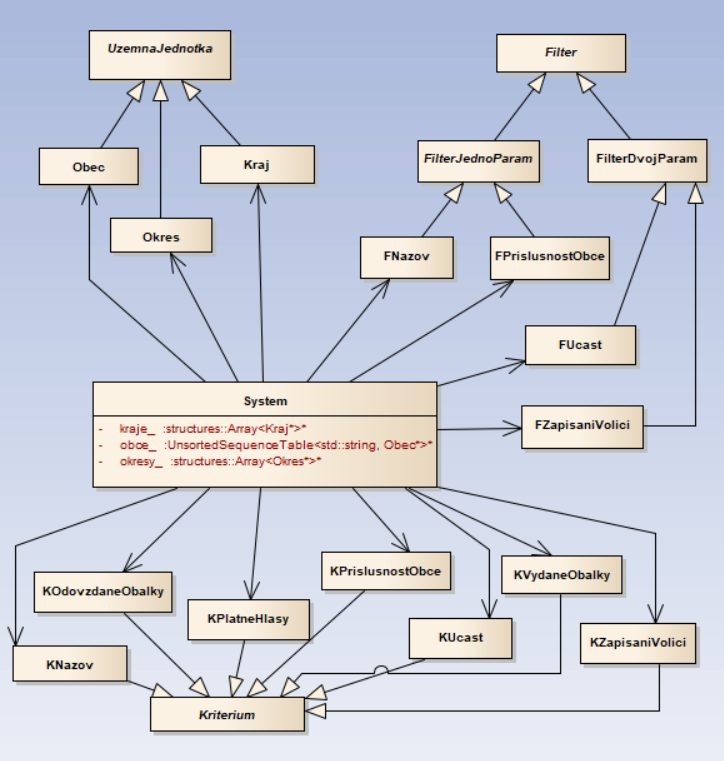 UzemnaJednotka
Filter
Obec
Kraj
FilterJednoParam
FilterDvojParam
Okres
FNazov
FPrislusnostObce
FUcast
System
- kraje_ :structures::Array<Kraj*>*
- obce_ :UnsortedSequenceTable<std::string, Obec*>*
- okresy_ :structures::Array<Okres*>*
FZapisaniVolici
KOdovzdaneObalky
KPlatneHlasy
KPrislusnostObce
KVydaneObalky
KNazov
KUcast
KZapisaniVolici
Kriterium